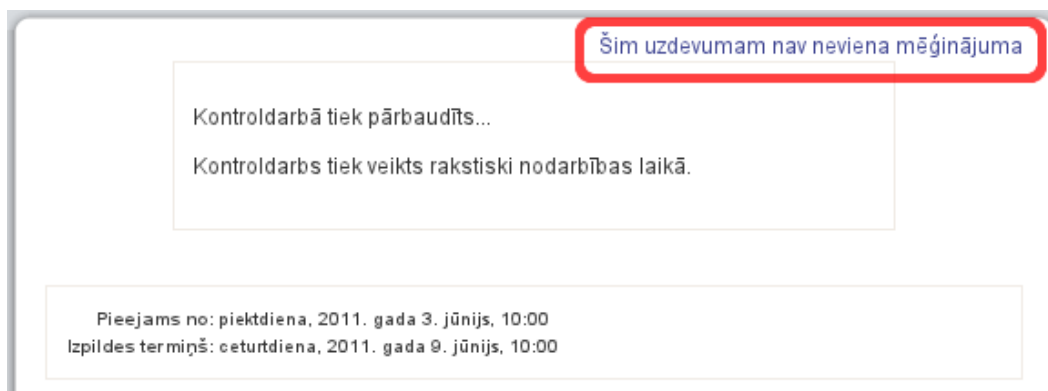 Šim uzdevumam nav neviena mēģinājuma
Kontroldarbā tiek pārbaudīts...
Kontroldarbs tiek veikts rakstiski nodarbības laikā.
Pieejams no: piektdiena, 2011. gada 3. jūnijs, 10:00
Izpildes termiņš: ceturtdiena, 2011. gada 9. jūnijs, 10:00